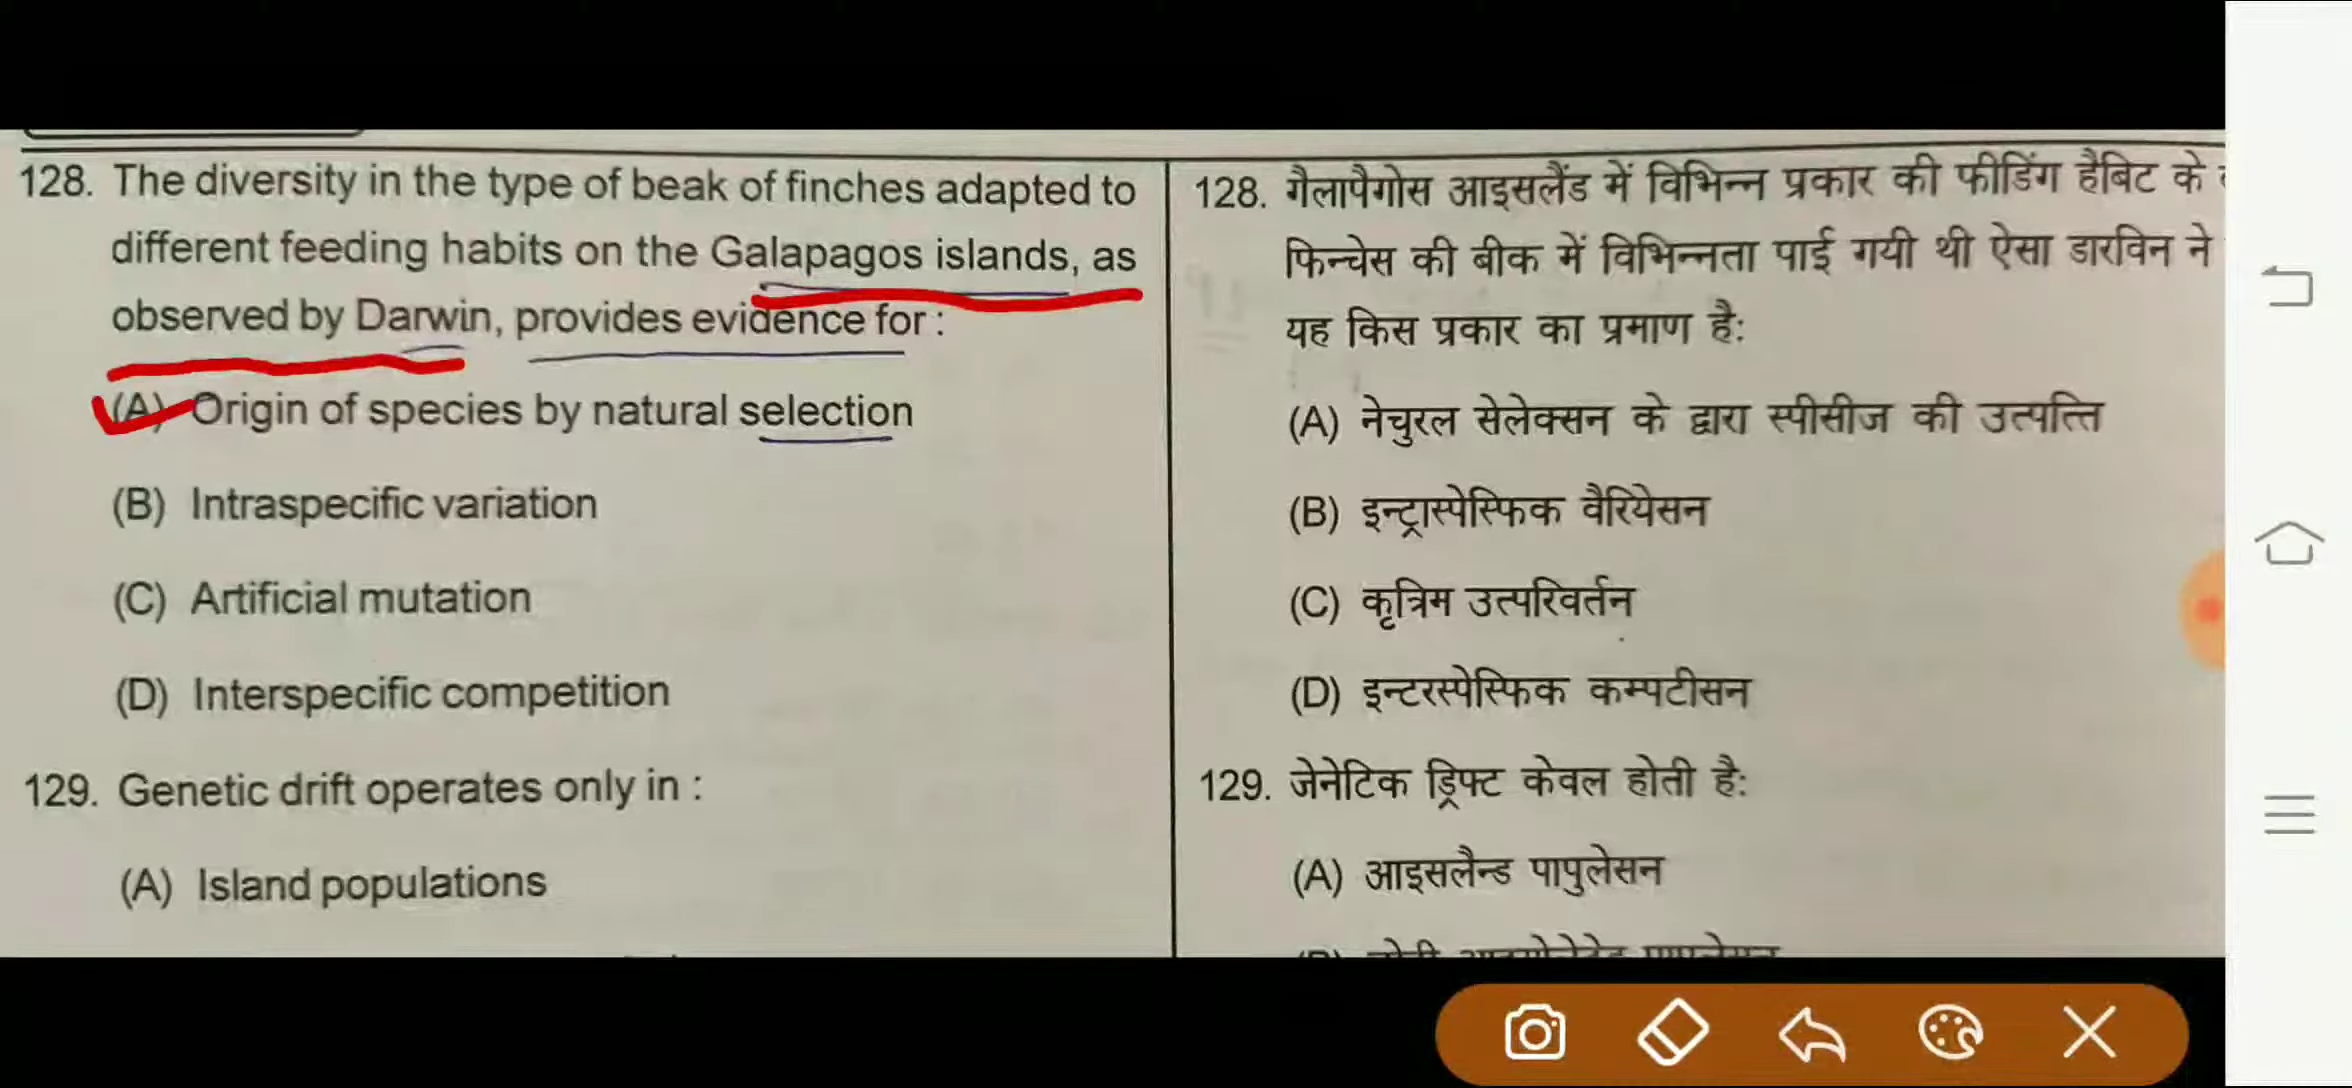 128. The diversity in the type of beak of finches adapted to
different feeding habits on the Galapagos islands, as
observed by Darwin, provides evidence for :
(A) Origin of species by natural selection
(B) Intraspecific variation
(C) Artificial mutation
(D) Interspecific competition
129. Genetic drift operates only in :
(A) Island populations
128. गैलापैगोस आइसलैंड में विभिन्न प्रकार की फीडिंग हैबिट के
फिन्चेस की बीक में विभिन्नता पाई गयी थी ऐसा डारविन ने
यह किस प्रकार का प्रमाण है:
(A) नेचुरल सेलेक्सन के द्वारा स्पीसीज की उत्पत्ति
(B) इन्ट्रास्पेस्फिक वैरियेसन
(C) कृत्रिम उत्परिवर्तन
(D) इन्टरस्पेस्फिक कम्पटीसन
129. जेनेटिक ड्रिफ्ट केवल होती है:
(A) आइसलैन्ड पापुलेसन